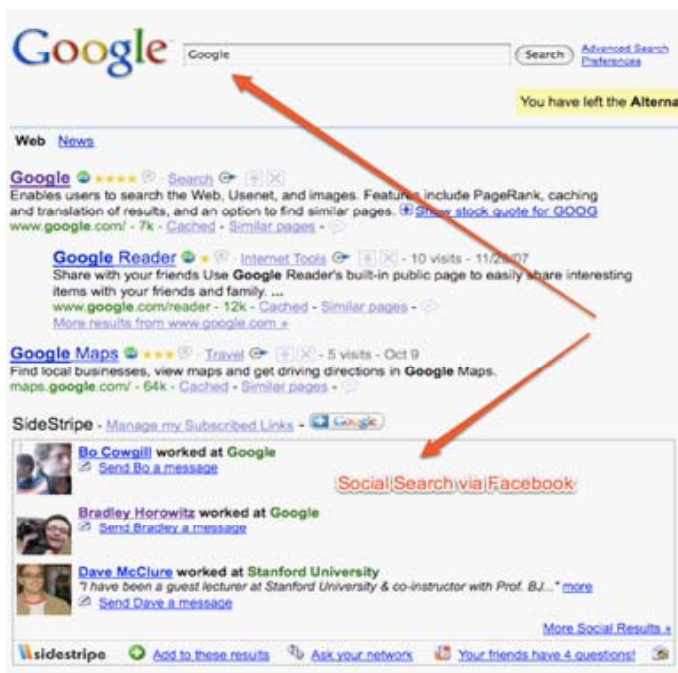 Google Google Search Advanced Search
Preferences
You have left the Alterna
Web News
Google Search
Enables users to search the Web, Usenet, and images. Features include PageRank, caching
and translation of results, and an option to find similar pages. Show stock quote for GOOG
www.google.com/ - 7k - Cached - Similar pages -
Google Reader - Internet Tools - 10 visits - 11/28/07
Share with your friends Use Google Reader's built-in public page to easily share interesting
items with your friends and family. ...
www.google.com/reader - 12k - Cached - Similar pages -
More results from www.google.com »
Google Maps - Travel - 5 visits - Oct 9
Find local businesses, view maps and get driving directions in Google Maps.
maps.google.com/ - 64k - Cached - Similar pages -
SideStripe - Manage my Subscribed Links - Google
Bo Cowgill worked at Google
Send Bo a message
Social Search via Facebook
Bradley Horowitz worked at Google
Send Bradley a message
Dave McClure worked at Stanford University
"I have been a guest lecturer at Stanford University & co-instructor with Prof. BJ..." more
Send Dave a message
More Social Results »
sidestripe Add to these results Ask your network Your friends have 4 questions!